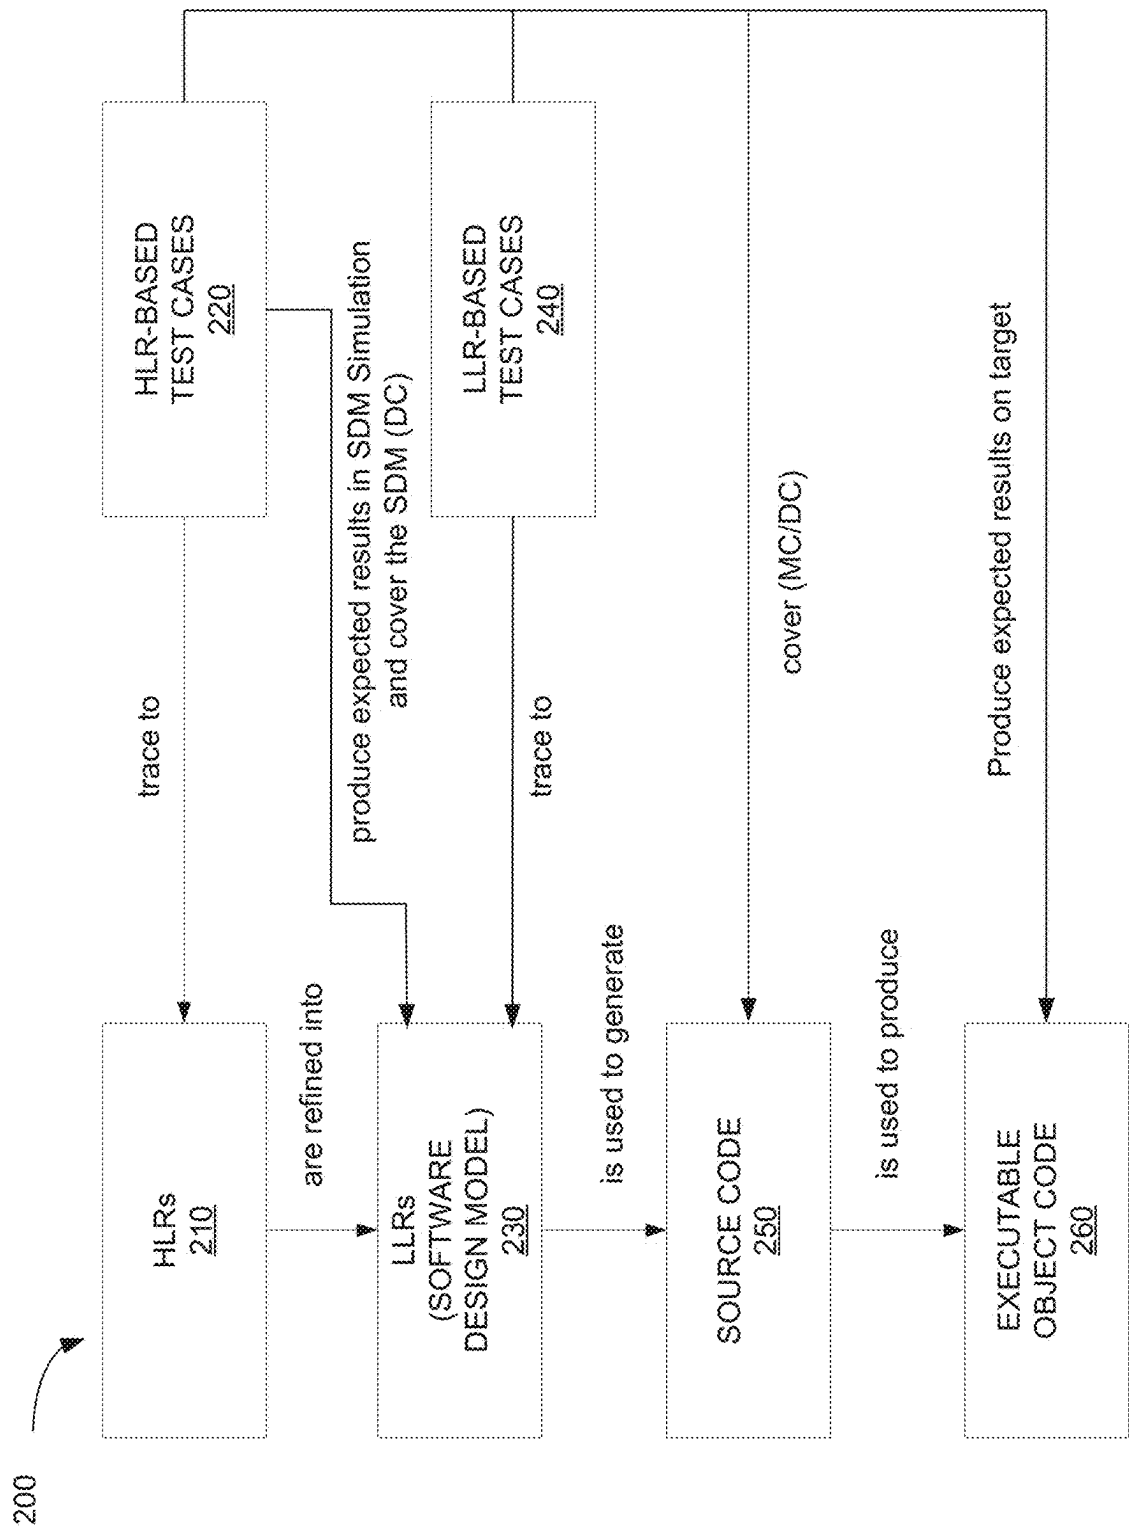 200
HLRs
210
trace to
HLR-BASED
TEST CASES
220
are refined into
produce expected results in SDM Simulation
and cover the SDM (DC)
LLRs
(SOFTWARE
DESIGN MODEL)
230
trace to
LLR-BASED
TEST CASES
240
is used to generate
SOURCE CODE
250
cover (MC/DC)
is used to produce
EXECUTABLE
OBJECT CODE
260
Produce expected results on target